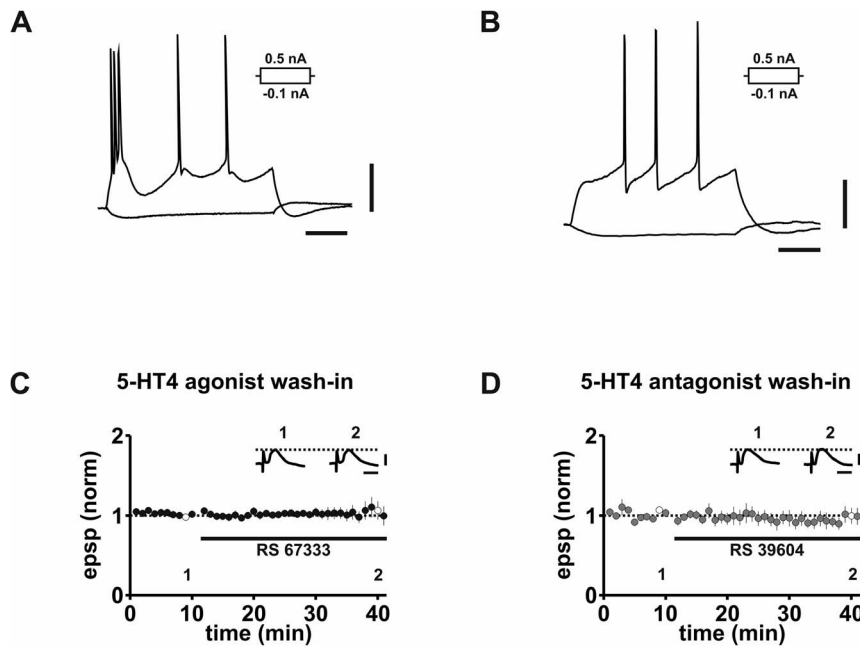 A
B
0.5 nA
-0.1 nA
0.5 nA
-0.1 nA
C
5-HT4 agonist wash-in
2
1
0
epsp (norm)
1
2
RS 67333
1
2
0
10
20
30
40
time (min)
D
5-HT4 antagonist wash-in
2
1
0
epsp (norm)
1
2
RS 39604
1
2
0
10
20
30
40
time (min)